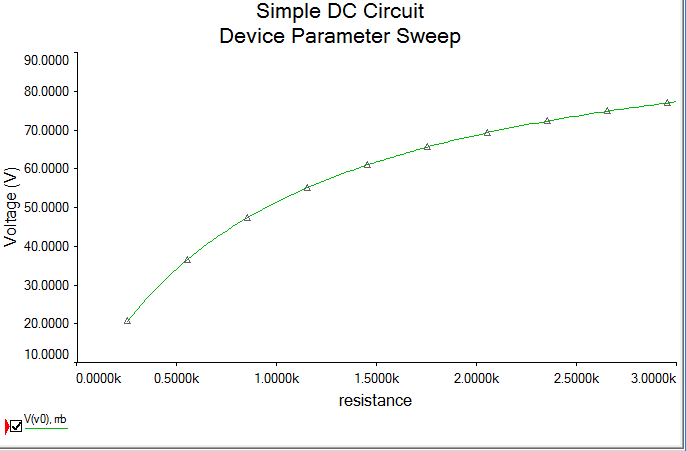 Simple DC Circuit
Device Parameter Sweep
90.0000
80.0000
70.0000
60.0000
50.0000
40.0000
30.0000
20.0000
10.0000
Voltage (V)
0.0000k 0.5000k 1.0000k 1.5000k 2.0000k 2.5000k 3.0000k
resistance
V(v0), rrb